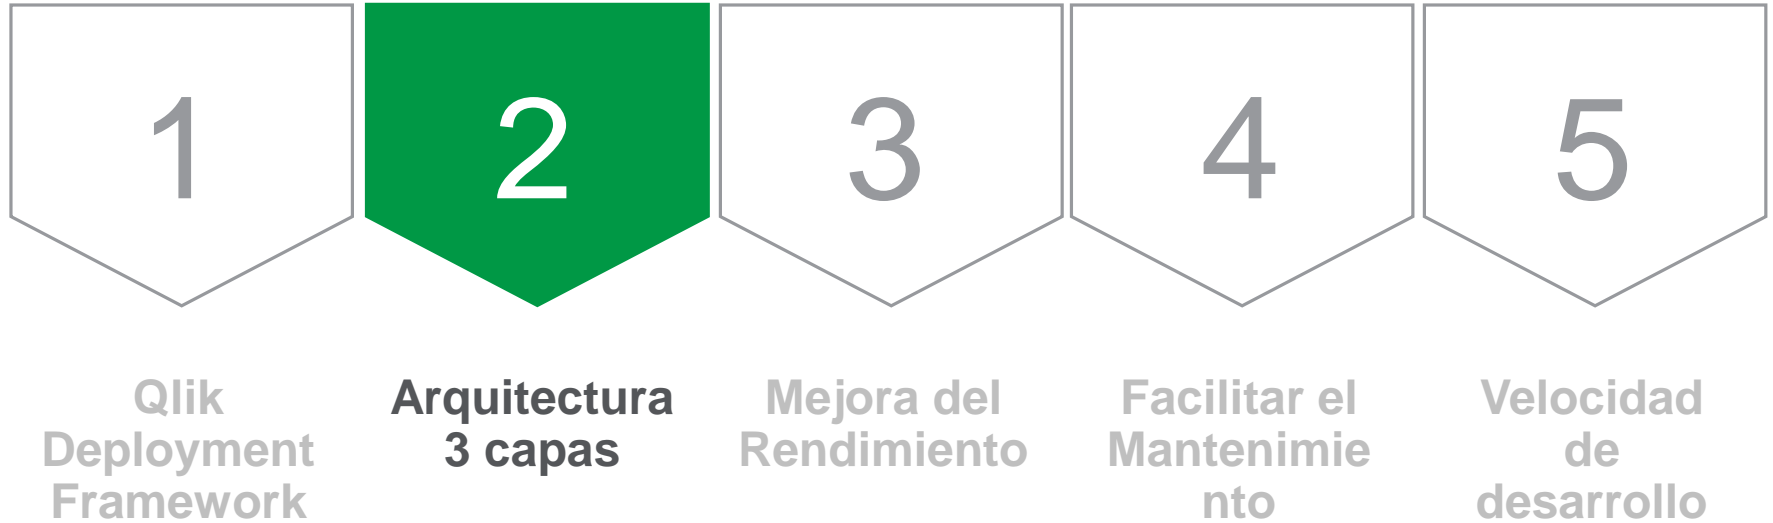 1
2
3
4
5
Qlik
Deployment
Framework
Arquitectura
3 capas
Mejora del
Rendimiento
Facilitar el
Mantenimie
nto
Velocidad
de
desarrollo